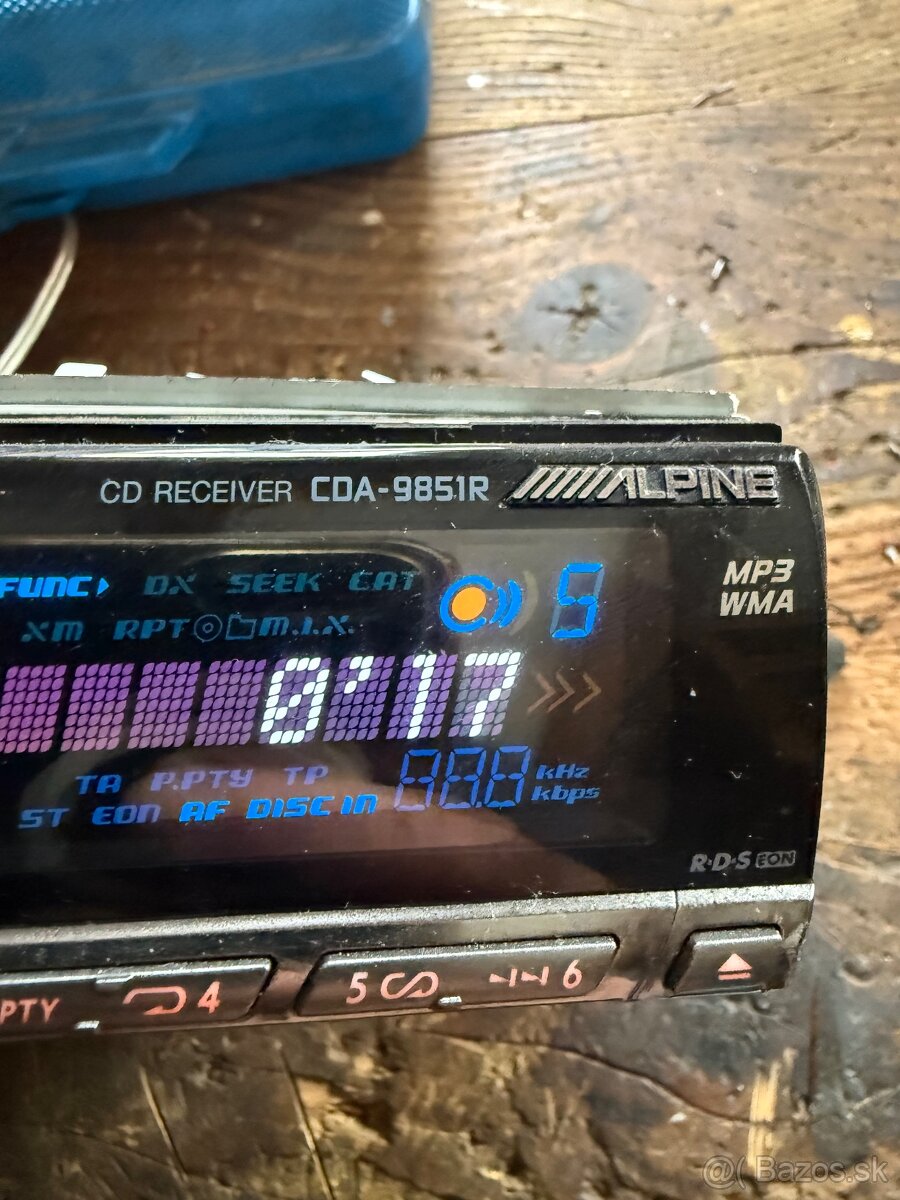 CD RECEIVER CDA-9851R ALPINE
MP3
WMA
FUNC DX SEEK CAT
5
XM RPT M.I.X.
0'17
TA P.PTY TP
88.8 kHz
kbps
ST EON AF DISC IN
R·D·S EON
PTY 4 5 6
@( Bazos.sk